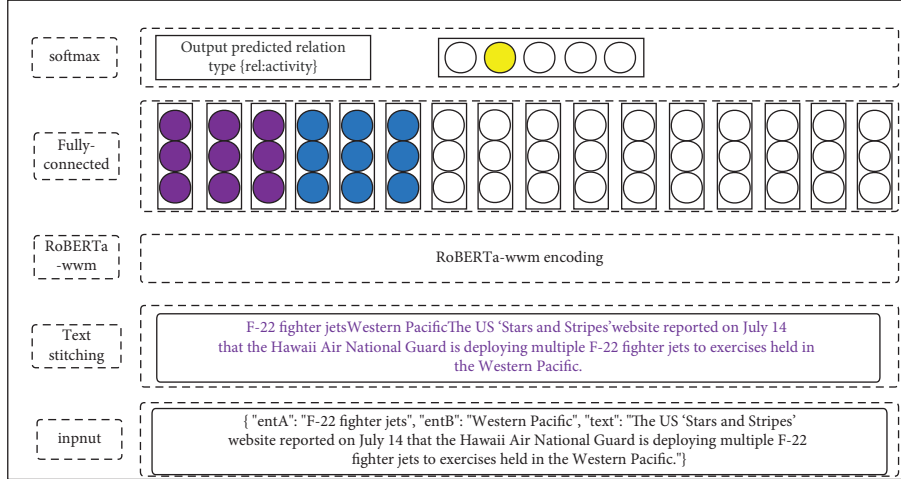 softmax
Output predicted relation
type {rel:activity}
Fully-
connected
RoBERTa
-wwm
RoBERTa-wwm encoding
Text
stitching
F-22 fighter jetsWestern PacificThe US ‘Stars and Stripes’website reported on July 14
that the Hawaii Air National Guard is deploying multiple F-22 fighter jets to exercises held in
the Western Pacific.
inpnut
{ "entA": "F-22 fighter jets", "entB": "Western Pacific", "text": "The US ‘Stars and Stripes’
website reported on July 14 that the Hawaii Air National Guard is deploying multiple F-22
fighter jets to exercises held in the Western Pacific."}